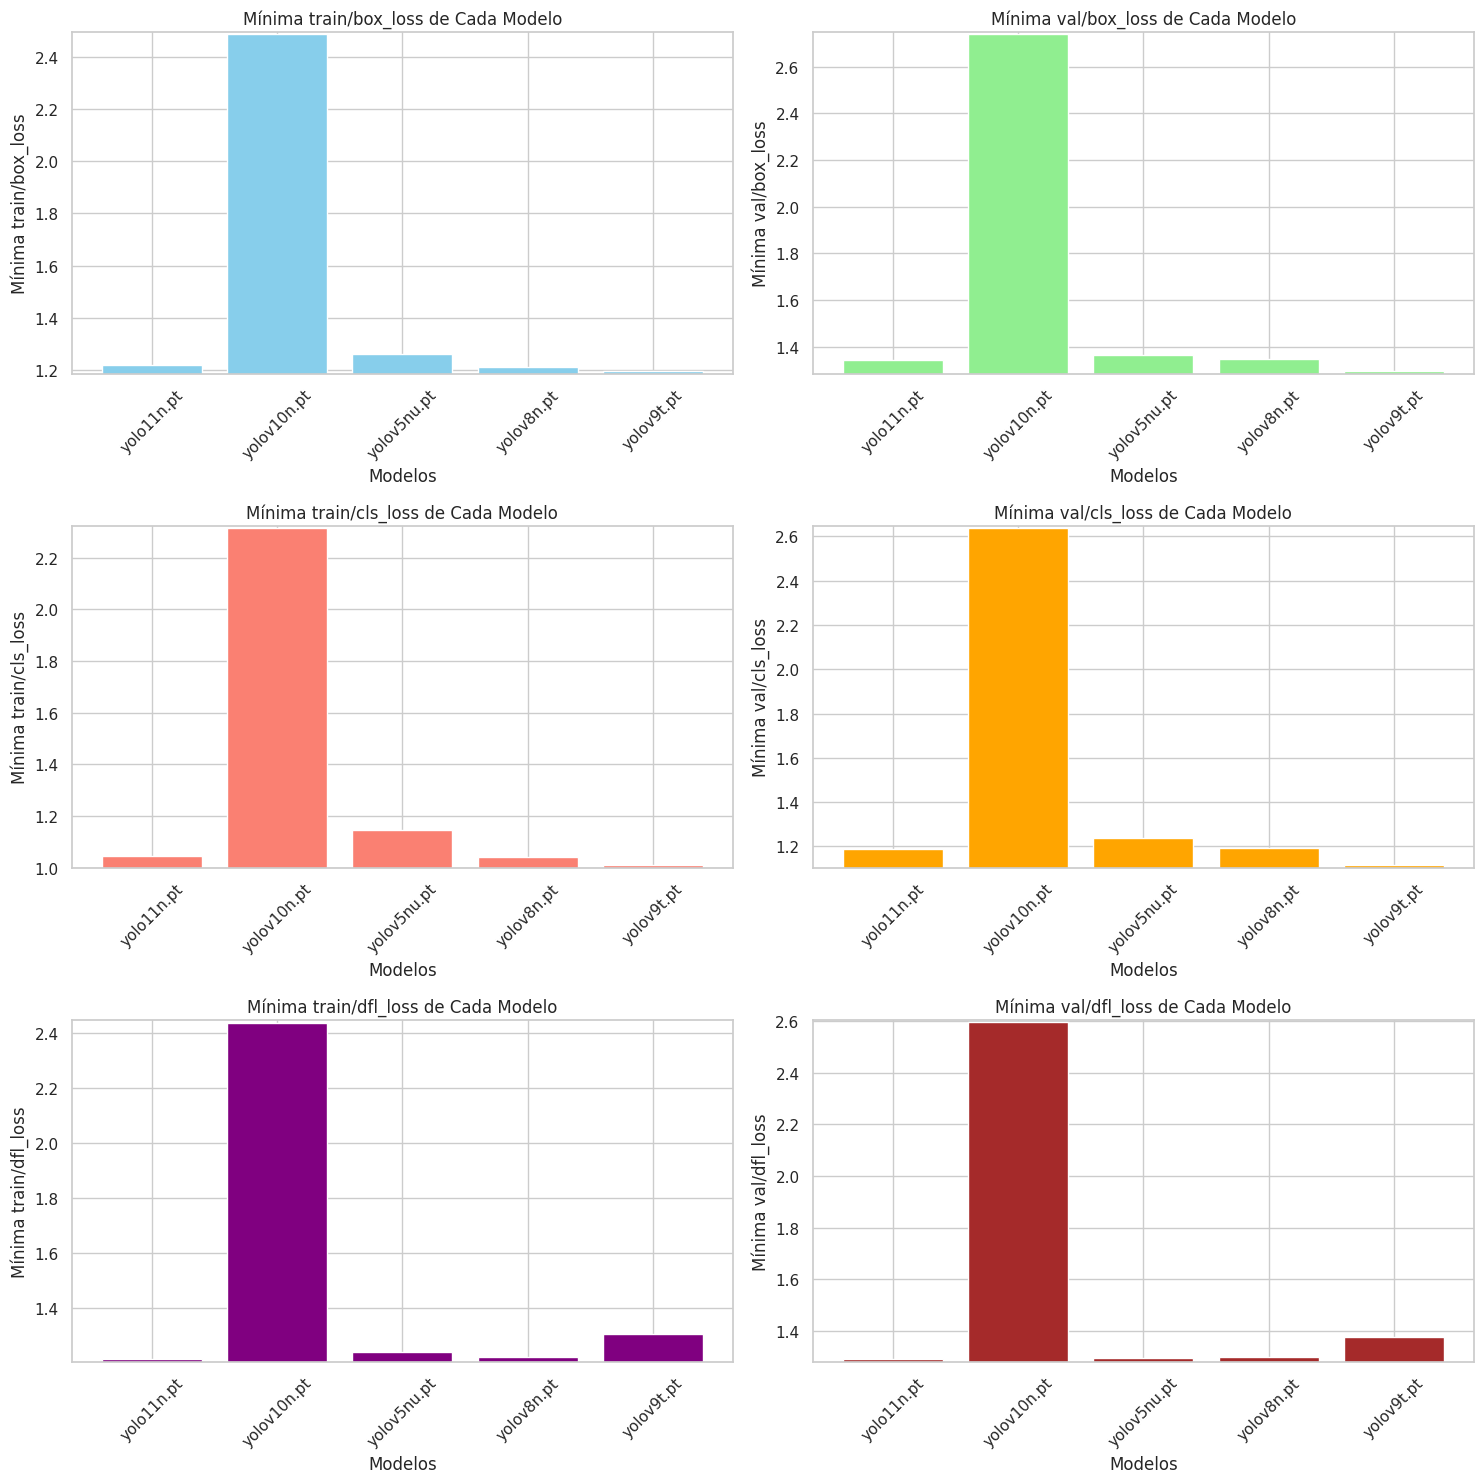 Mínima train/box_loss de Cada Modelo
Mínima train/box_loss
2.4
2.2
2.0
1.8
1.6
1.4
1.2
yolo11n.pt
yolov10n.pt
yolov5nu.pt
yolov8n.pt
yolov9t.pt
Modelos
Mínima val/box_loss de Cada Modelo
Mínima val/box_loss
2.6
2.4
2.2
2.0
1.8
1.6
1.4
yolo11n.pt
yolov10n.pt
yolov5nu.pt
yolov8n.pt
yolov9t.pt
Modelos
Mínima train/cls_loss de Cada Modelo
Mínima train/cls_loss
2.2
2.0
1.8
1.6
1.4
1.2
1.0
yolo11n.pt
yolov10n.pt
yolov5nu.pt
yolov8n.pt
yolov9t.pt
Modelos
Mínima val/cls_loss de Cada Modelo
Mínima val/cls_loss
2.6
2.4
2.2
2.0
1.8
1.6
1.4
1.2
yolo11n.pt
yolov10n.pt
yolov5nu.pt
yolov8n.pt
yolov9t.pt
Modelos
Mínima train/dfl_loss de Cada Modelo
Mínima train/dfl_loss
2.4
2.2
2.0
1.8
1.6
1.4
yolo11n.pt
yolov10n.pt
yolov5nu.pt
yolov8n.pt
yolov9t.pt
Modelos
Mínima val/dfl_loss de Cada Modelo
Mínima val/dfl_loss
2.6
2.4
2.2
2.0
1.8
1.6
1.4
yolo11n.pt
yolov10n.pt
yolov5nu.pt
yolov8n.pt
yolov9t.pt
Modelos